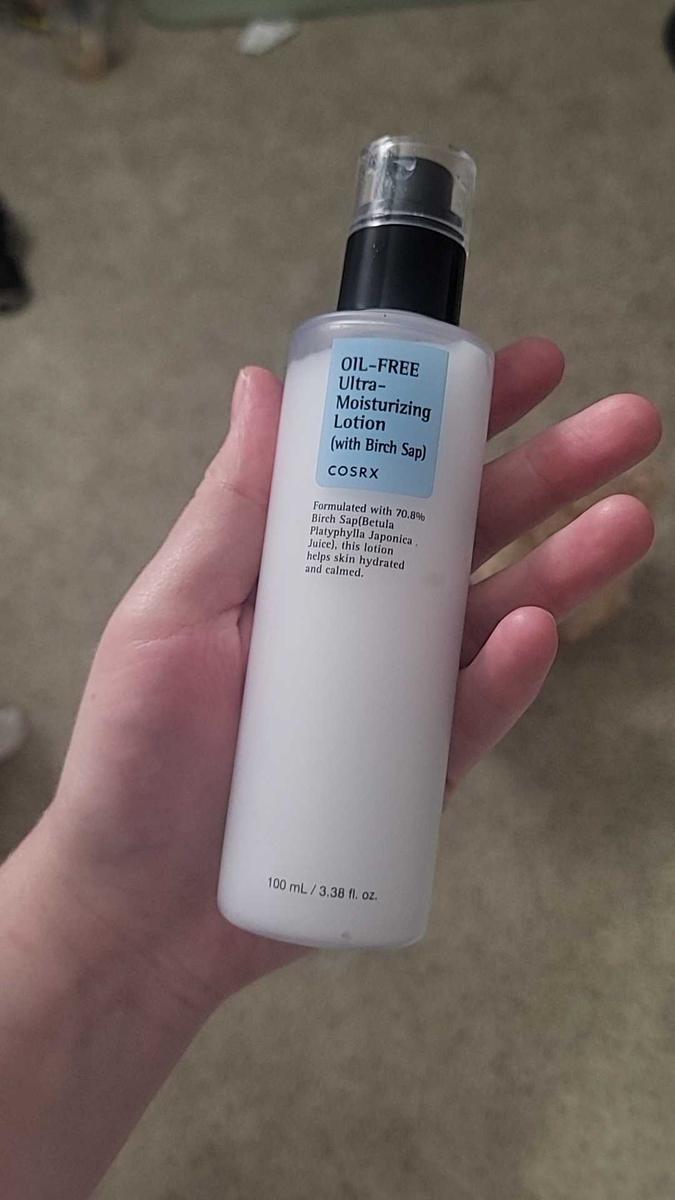 OIL-FREE
Ultra-
Moisturizing
Lotion
(with Birch Sap)
COSRX
Formulated with 70.8%
Birch Sap(Betula
Platyphylla Japonica
Juice), this lotion
helps skin hydrated
and calmed.
100 mL / 3.38 fl. oz.